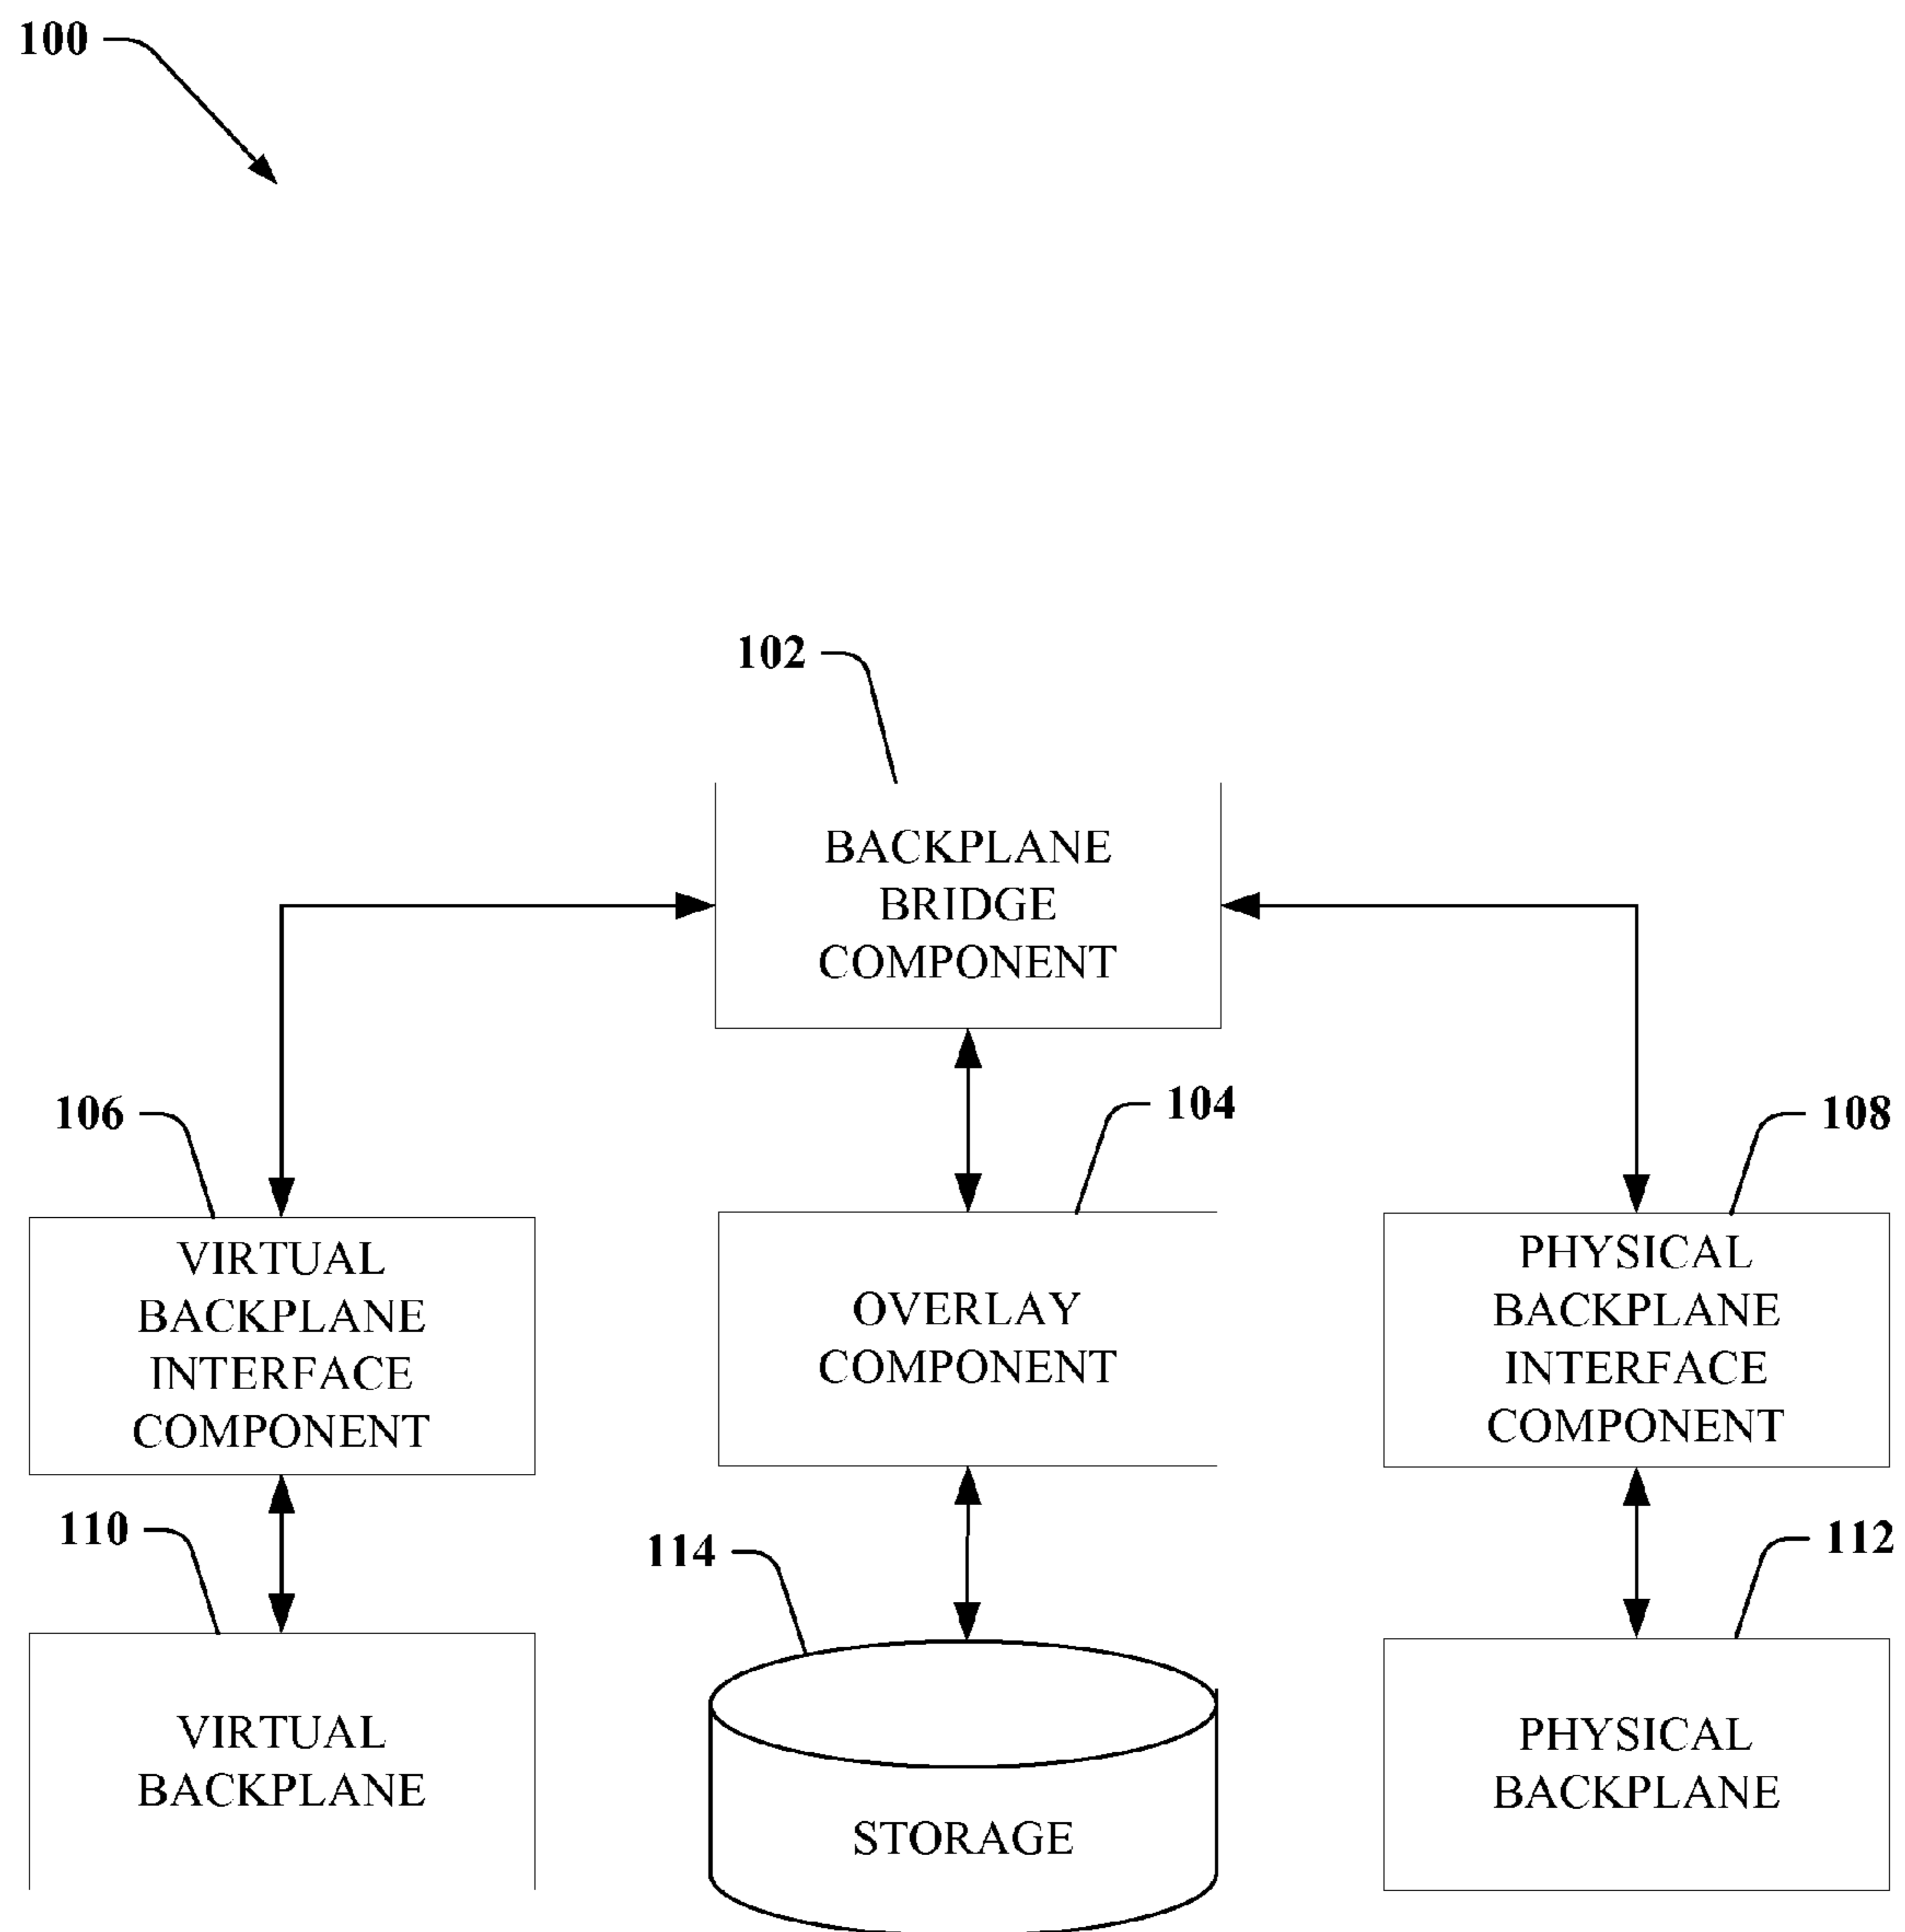 100
102
BACKPLANE
BRIDGE
COMPONENT
106
104
108
VIRTUAL
BACKPLANE
INTERFACE
COMPONENT
OVERLAY
COMPONENT
PHYSICAL
BACKPLANE
INTERFACE
COMPONENT
110
114
112
VIRTUAL
BACKPLANE
STORAGE
PHYSICAL
BACKPLANE